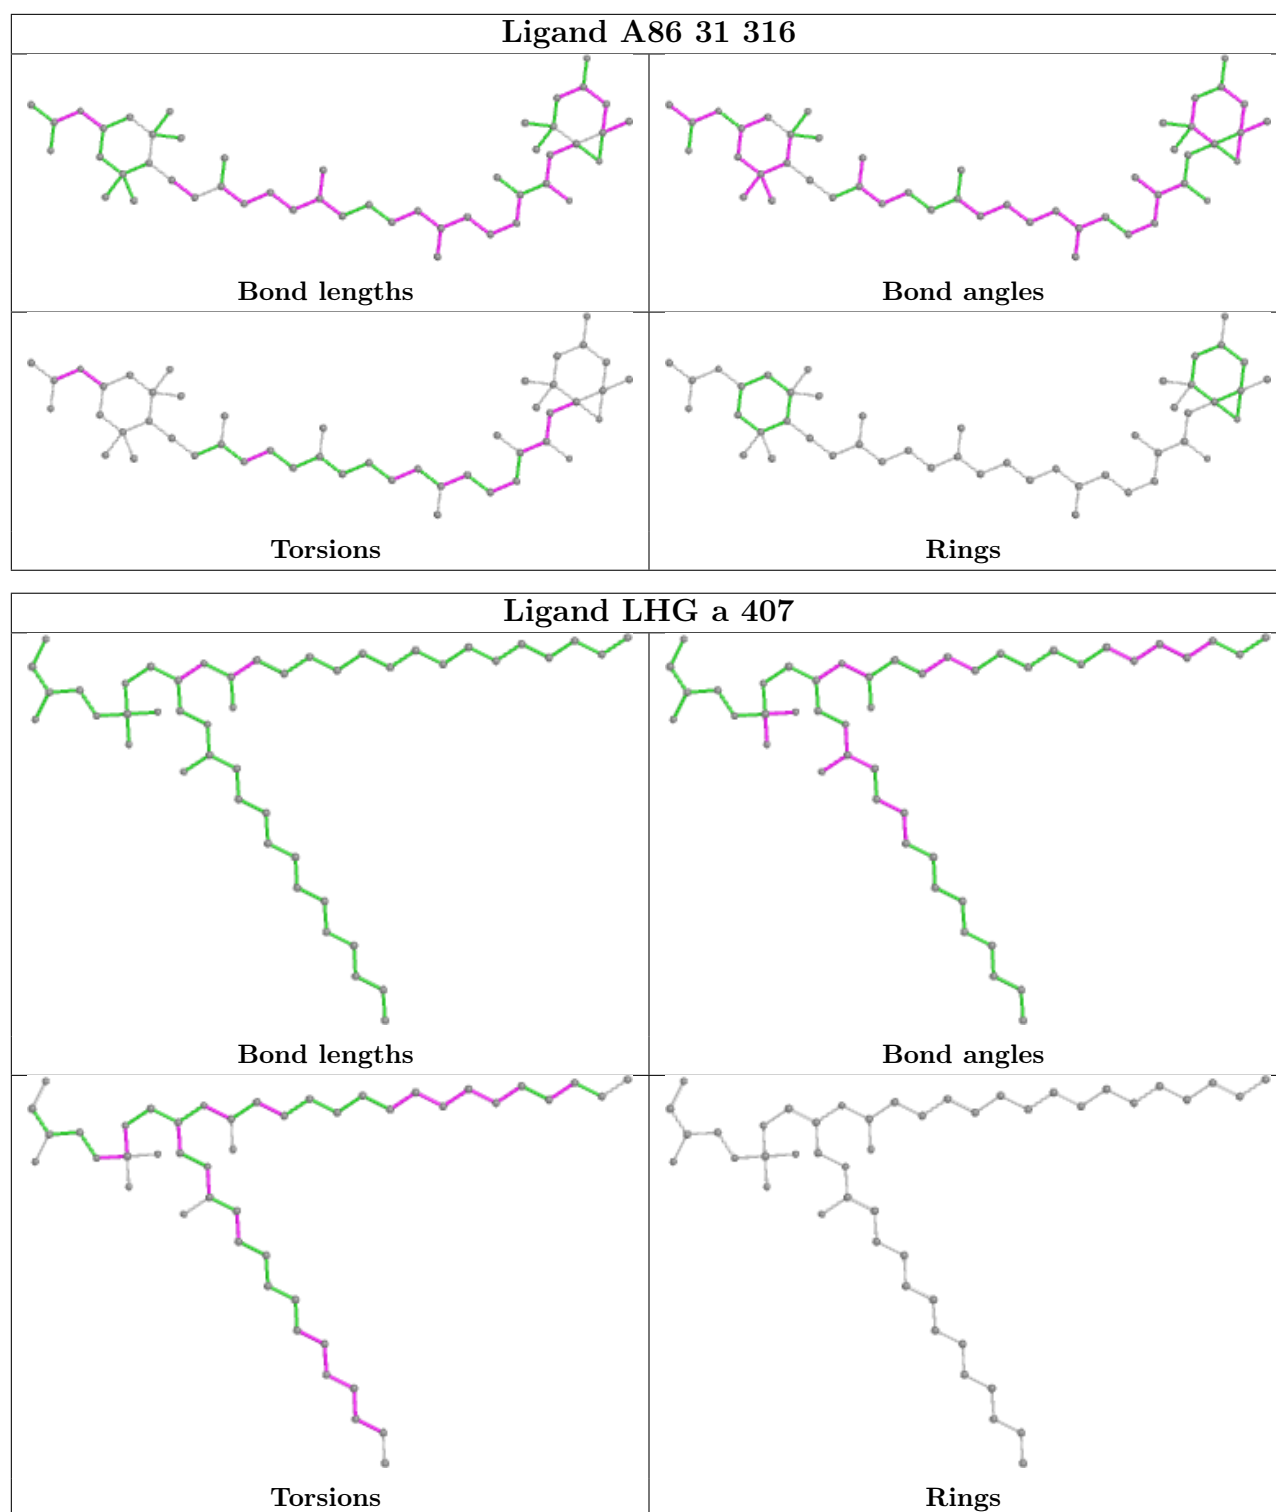 Ligand A86 31 316
Bond lengths
Bond angles
Torsions
Rings
Ligand LHG a 407
Bond lengths
Bond angles
Torsions
Rings